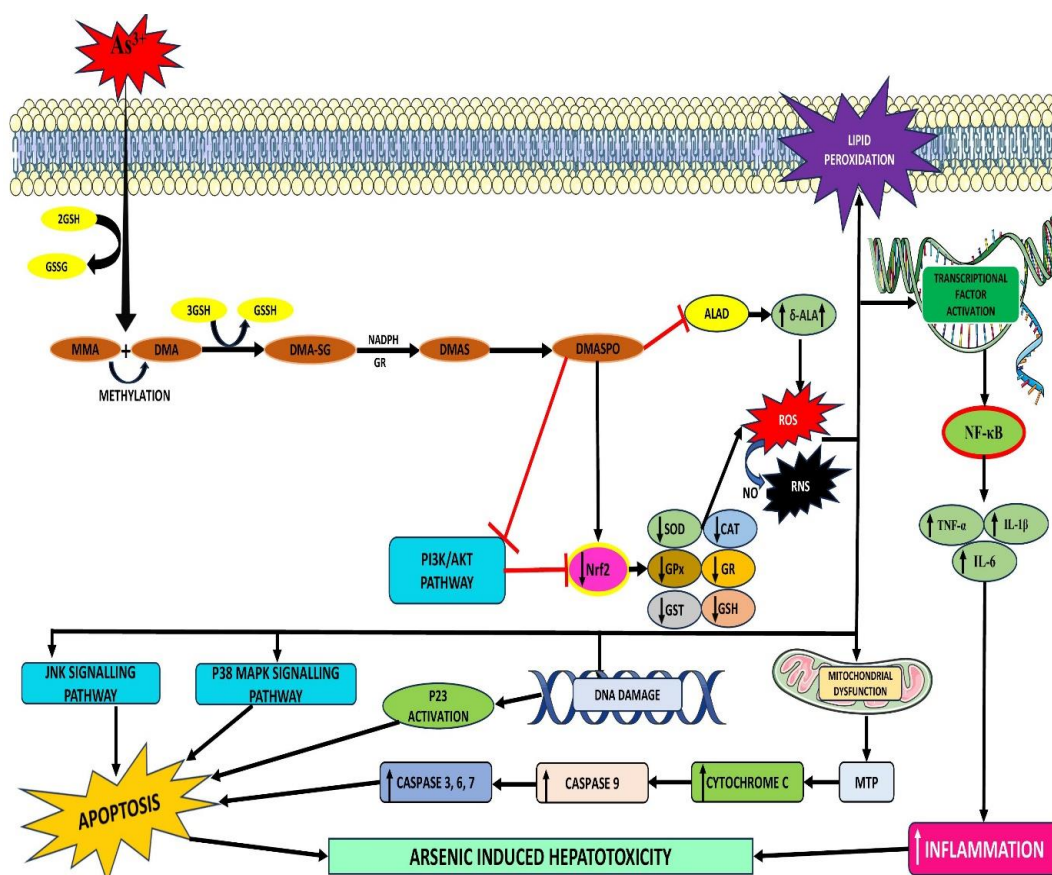 As³⁺
LIPID
PEROXIDATION
2GSH
GSSG
TRANSCRIPTIONAL
FACTOR
ACTIVATION
3GSH
GSSH
ALAD
↑ δ-ALA↑
MMA + DMA
DMA-SG
NADPH
GR
DMAS
DMASPO
METHYLATION
ROS
NO
RNS
NF-κB
↑ TNF-α
↑ IL-1β
↑ IL-6
↓SOD
↓CAT
PI3K/AKT
PATHWAY
↓Nrf2
↓GPx
↓GR
↓GST
↓GSH
JNK SIGNALLING
PATHWAY
P38 MAPK SIGNALLING
PATHWAY
P23
ACTIVATION
DNA DAMAGE
MITOCHONDRIAL
DYSFUNCTION
APOPTOSIS
↑CASPASE 3, 6, 7
↑ CASPASE 9
↑CYTOCHROME C
MTP
ARSENIC INDUCED HEPATOTOXICITY
↑INFLAMMATION